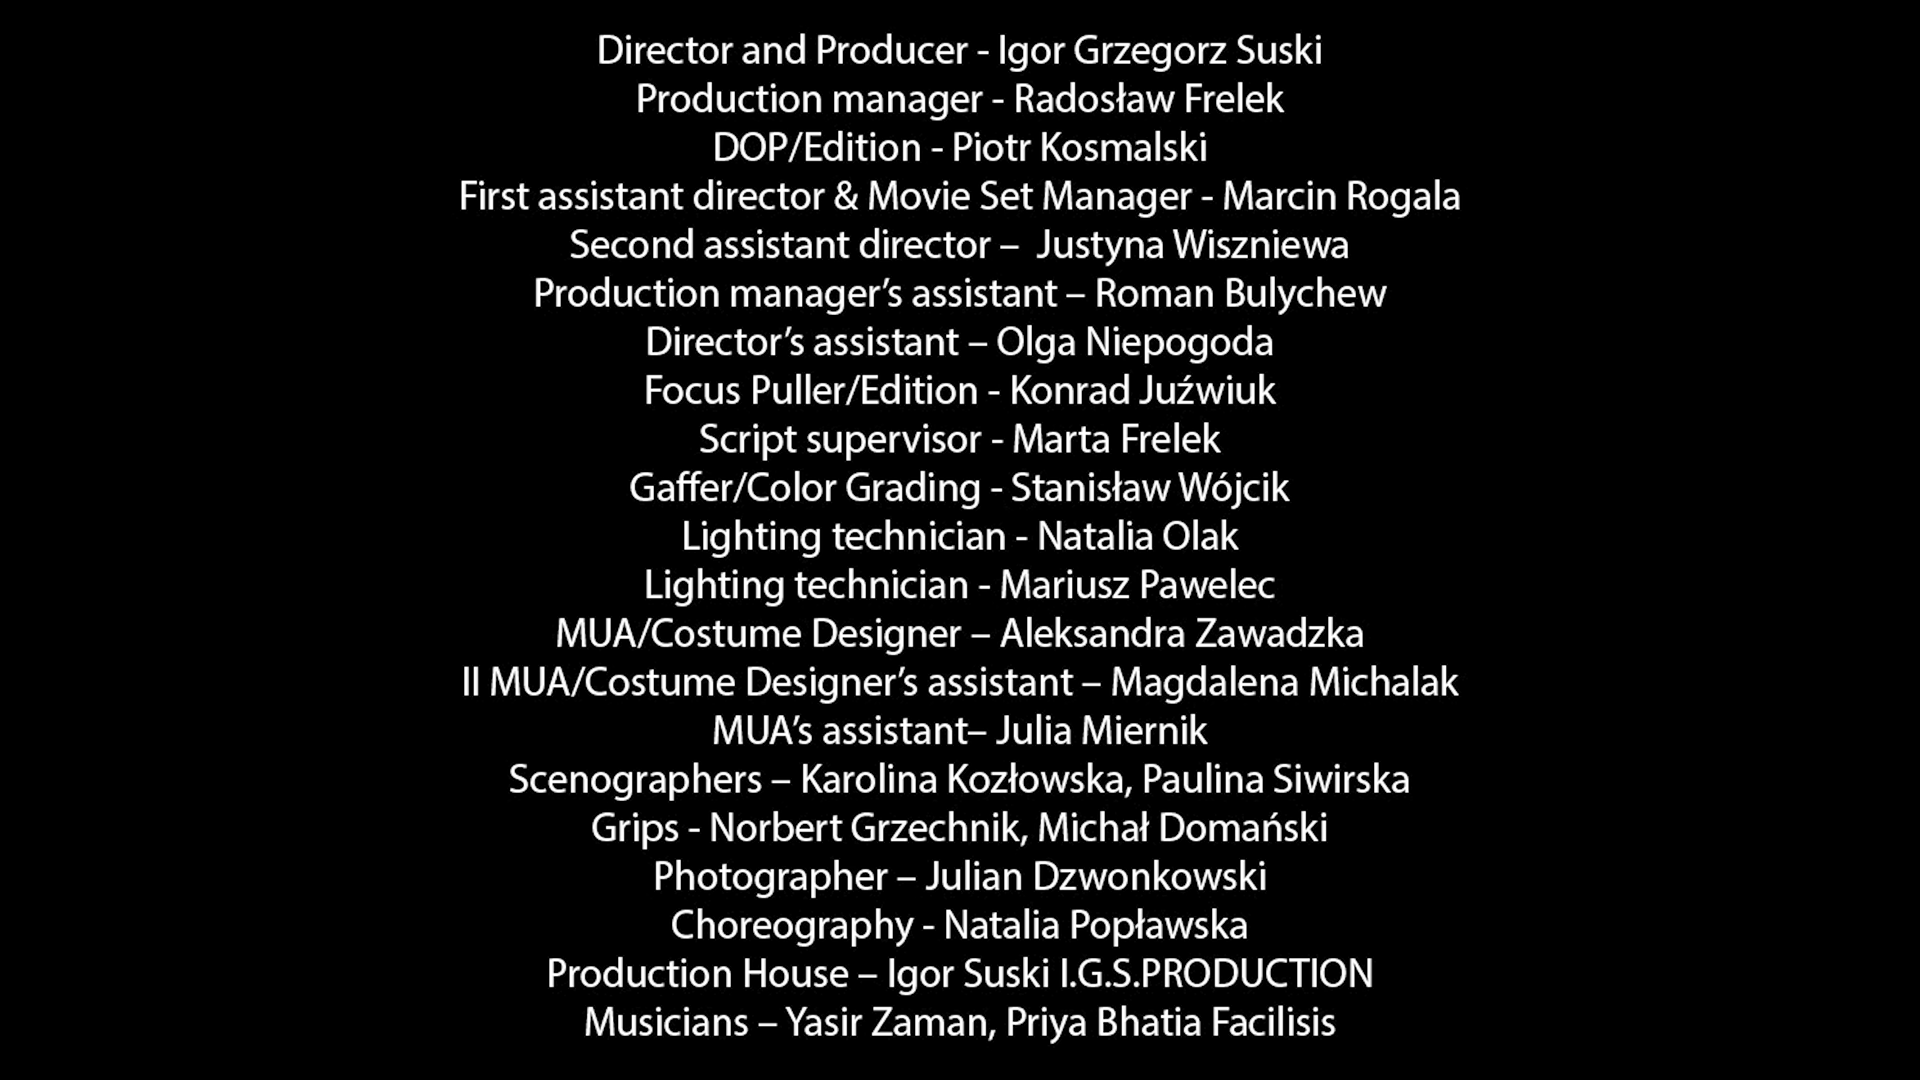 Director and Producer - Igor Grzegorz Suski
Production manager - Radosław Frelek
DOP/Edition - Piotr Kosmalski
First assistant director & Movie Set Manager - Marcin Rogala
Second assistant director –  Justyna Wiszniewa
Production manager’s assistant – Roman Bulychew
Director’s assistant – Olga Niepogoda
Focus Puller/Edition - Konrad Juźwiuk
Script supervisor - Marta Frelek
Gaffer/Color Grading - Stanisław Wójcik
Lighting technician - Natalia Olak
Lighting technician - Mariusz Pawelec
MUA/Costume Designer – Aleksandra Zawadzka
II MUA/Costume Designer’s assistant – Magdalena Michalak
MUA’s assistant– Julia Miernik
Scenographers – Karolina Kozłowska, Paulina Siwirska
Grips - Norbert Grzechnik, Michał Domański
Photographer – Julian Dzwonkowski
Choreography - Natalia Popławska
Production House – Igor Suski I.G.S.PRODUCTION
Musicians – Yasir Zaman, Priya Bhatia Facilisis